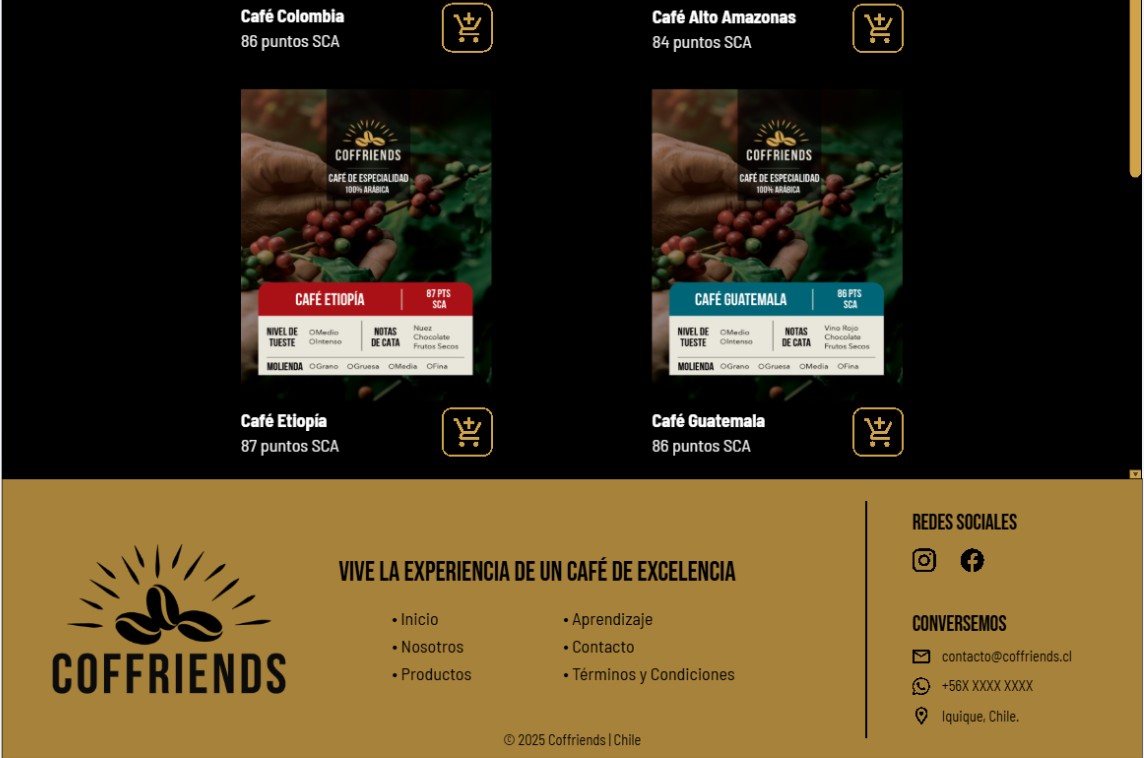 Café Colombia
86 puntos SCA
Café Alto Amazonas
84 puntos SCA
COFFRIENDS
CAFÉ DE ESPECIALIDAD
100% ARÁBICA
CAFÉ ETIOPÍA
87 PTS
SCA
NIVEL DE
TUESTE
OMedio
OIntenso
NOTAS
DE CATA
Nuez
Chocolate
Frutos Secos
MOLIENDA OGrano OGruesa OMedia OFina
COFFRIENDS
CAFÉ DE ESPECIALIDAD
100% ARÁBICA
CAFÉ GUATEMALA
86 PTS
SCA
NIVEL DE
TUESTE
OMedio
OIntenso
NOTAS
DE CATA
Vino Rojo
Chocolate
Frutos Secos
MOLIENDA OGrano OGruesa OMedia OFina
Café Etiopía
87 puntos SCA
Café Guatemala
86 puntos SCA
COFFRIENDS
VIVE LA EXPERIENCIA DE UN CAFÉ DE EXCELENCIA
• Inicio
• Nosotros
• Productos
• Aprendizaje
• Contacto
• Términos y Condiciones
REDES SOCIALES
CONVERSEMOS
contacto@coffriends.cl
+56X XXXX XXXX
Iquique, Chile.
© 2025 Coffriends | Chile